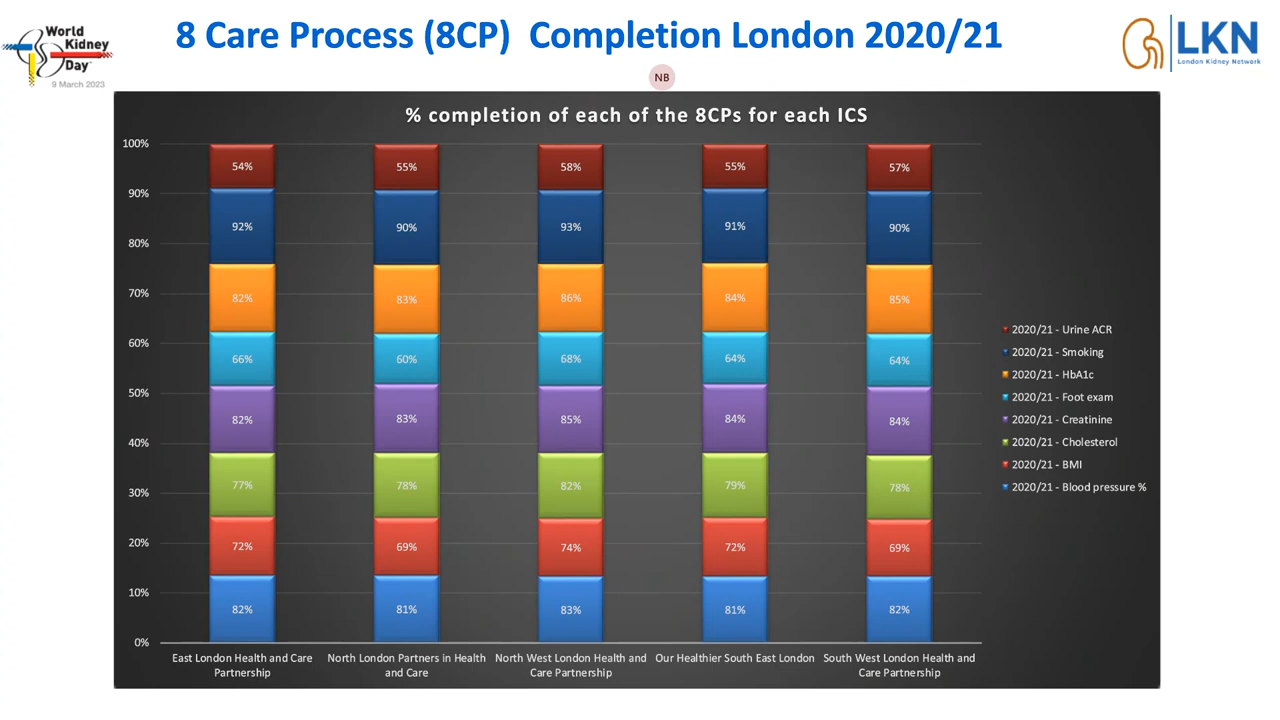 World
Kidney
Day
9 March 2023
8 Care Process (8CP)  Completion London 2020/21
LKN
London Kidney Network
NB
% completion of each of the 8CPs for each ICS
100%
90%
80%
70%
60%
50%
40%
30%
20%
10%
0%
54% 55% 58% 55% 57%
92% 90% 93% 91% 90%
82% 83% 86% 84% 85%
66% 60% 68% 64% 64%
82% 83% 85% 84% 84%
77% 78% 82% 79% 78%
72% 69% 74% 72% 69%
82% 81% 83% 81% 82%
East London Health and Care
Partnership
North London Partners in Health
and Care
North West London Health and
Care Partnership
Our Healthier South East London
South West London Health and
Care Partnership
2020/21 - Urine ACR
2020/21 - Smoking
2020/21 - HbA1c
2020/21 - Foot exam
2020/21 - Creatinine
2020/21 - Cholesterol
2020/21 - BMI
2020/21 - Blood pressure %